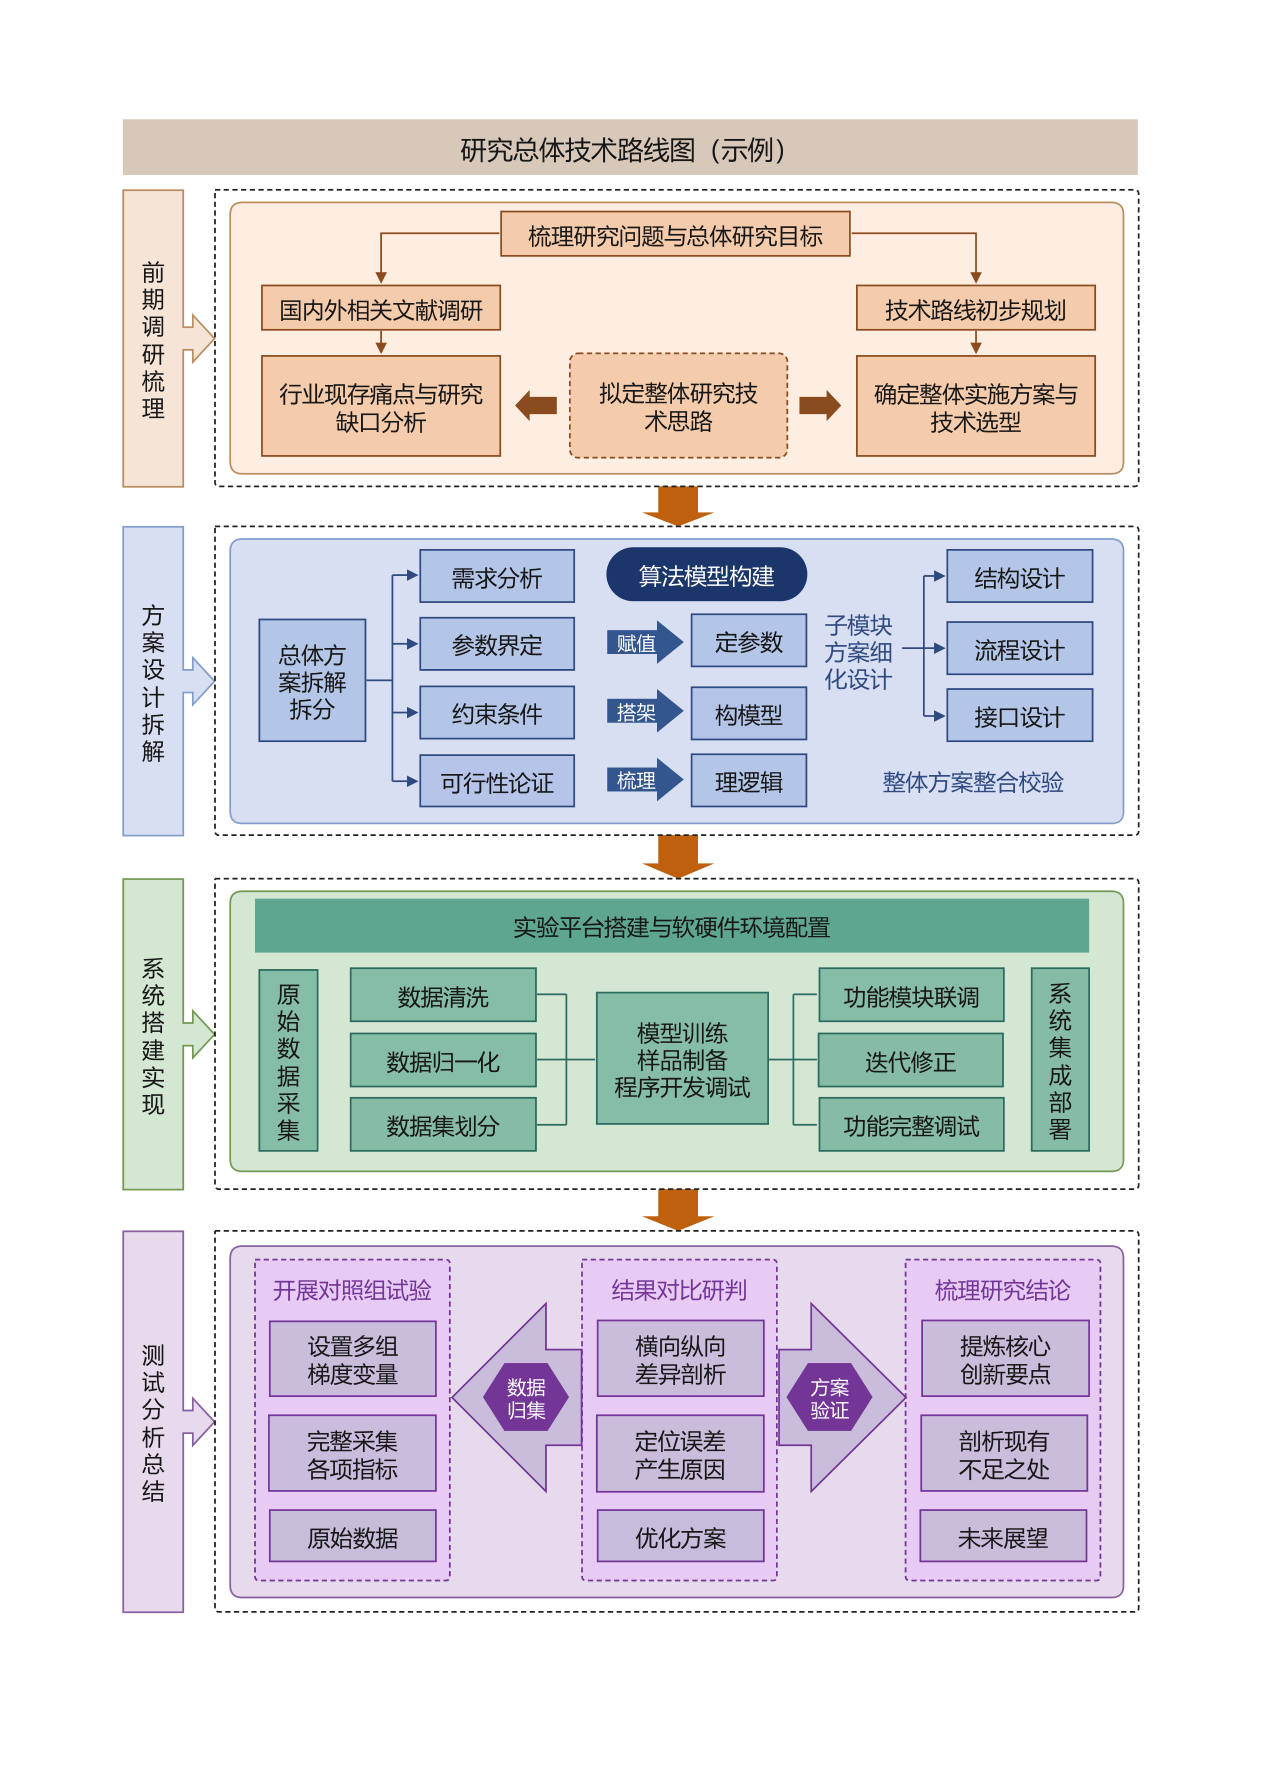 研究总体技术路线图（示例）
前期调研梳理
梳理研究问题与总体研究目标
国内外相关文献调研
技术路线初步规划
行业现存痛点与研究
缺口分析
拟定整体研究技
术思路
确定整体实施方案与
技术选型
方案设计拆解
总体方
案拆解
拆分
需求分析
参数界定
约束条件
可行性论证
算法模型构建
赋值
定参数
搭架
构模型
梳理
理逻辑
子模块
方案细
化设计
结构设计
流程设计
接口设计
整体方案整合校验
系统搭建实现
实验平台搭建与软硬件环境配置
原始数据采集
数据清洗
数据归一化
数据集划分
模型训练
样品制备
程序开发调试
功能模块联调
迭代修正
功能完整调试
系统集成部署
测试分析总结
开展对照组试验
设置多组
梯度变量
完整采集
各项指标
原始数据
数据
归集
结果对比研判
横向纵向
差异剖析
定位误差
产生原因
优化方案
方案
验证
梳理研究结论
提炼核心
创新要点
剖析现有
不足之处
未来展望